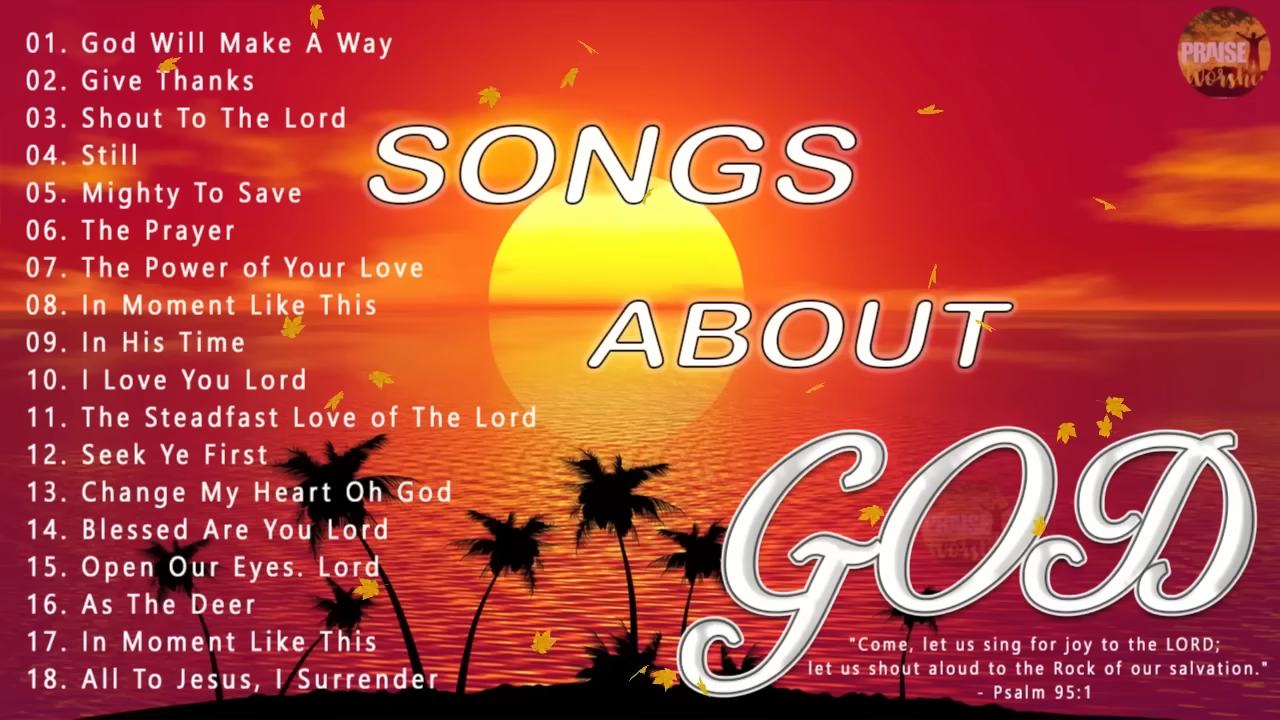 01. God Will Make A Way
02. Give Thanks
03. Shout To The Lord
04. Still
05. Mighty To Save
06. The Prayer
07. The Power of Your Love
08. In Moment Like This
09. In His Time
10. I Love You Lord
11. The Steadfast Love of The Lord
12. Seek Ye First
13. Change My Heart Oh God
14. Blessed Are You Lord
15. Open Our Eyes. Lord
16. As The Deer
17. In Moment Like This
18. All To Jesus, I Surrender
SONGS
ABOUT
GOD
"Come, let us sing for joy to the LORD;
let us shout aloud to the Rock of our salvation."
- Psalm 95:1
PRAISE
Worship
PRAISE